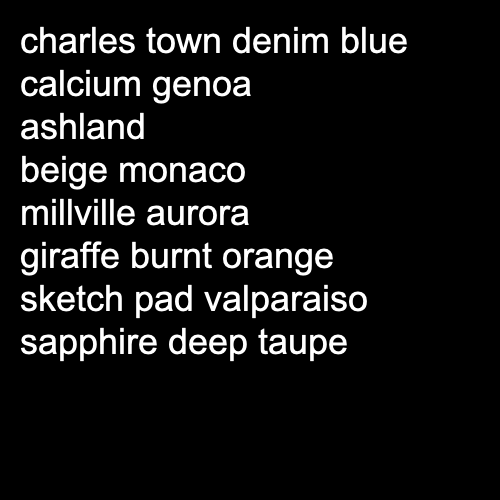 charles town denim blue
calcium genoa
ashland
beige monaco
millville aurora
giraffe burnt orange
sketch pad valparaiso
sapphire deep taupe